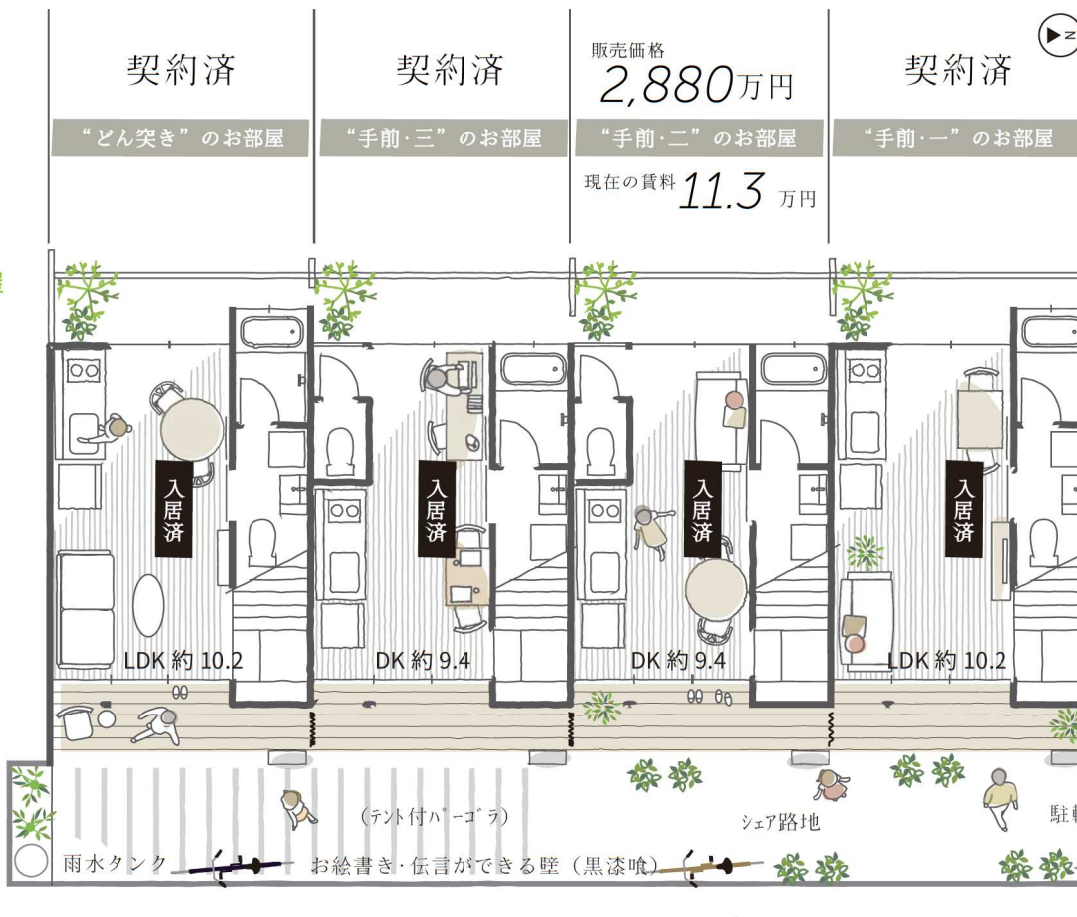 契約済
契約済
販売価格
2,880万円
契約済
N
“どん突き”のお部屋
“手前・三”のお部屋
“手前・二”のお部屋
“手前・一”のお部屋
現在の賃料 11.3 万円
入居済
入居済
入居済
入居済
LDK 約 10.2
DK 約 9.4
DK 約 9.4
LDK 約 10.2
(テント付パーゴラ)
シェア路地
雨水タンク
お絵書き・伝言ができる壁（黒漆喰）